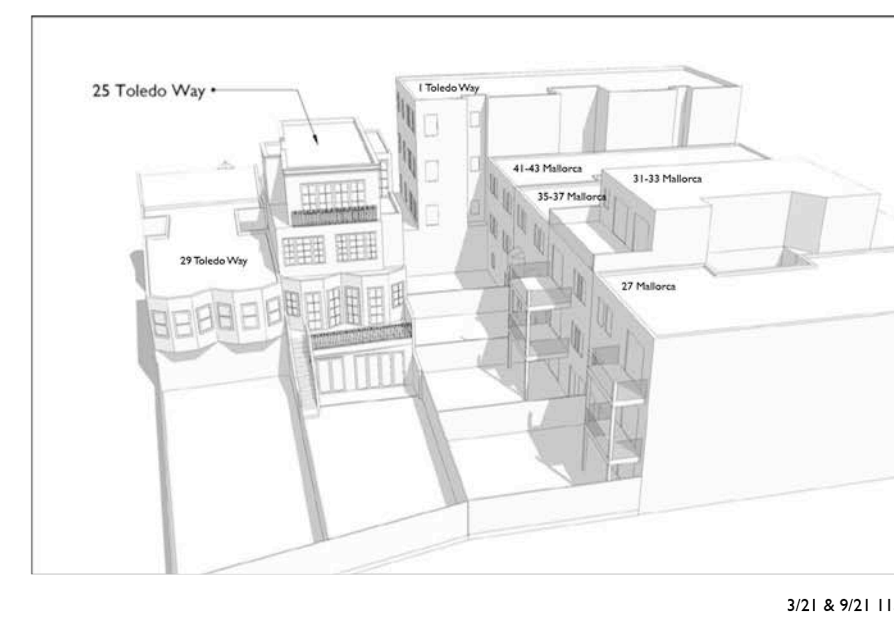 25 Toledo Way
1 Toledo Way
41-43 Mallorca
31-33 Mallorca
35-37 Mallorca
29 Toledo Way
27 Mallorca
3/21 & 9/21 11